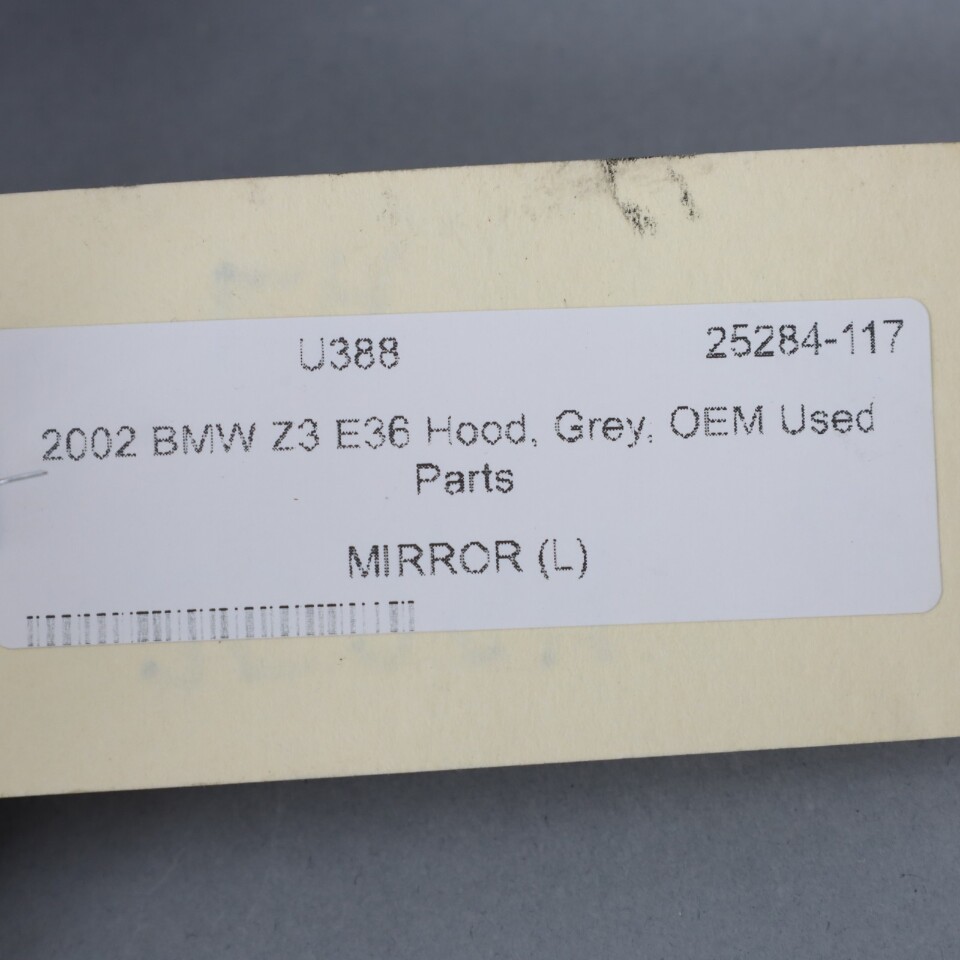 U388 25284-117
2002 BMW Z3 E36 Hood, Grey, OEM Used
Parts
MIRROR (L)